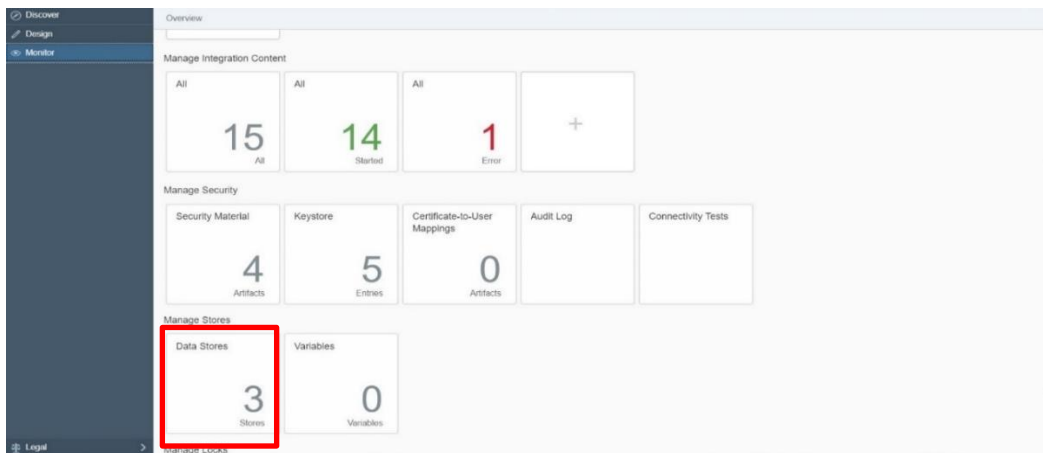 Discover
Overview
Design
Monitor
Manage Integration Content
All
15
All
All
14
Started
All
1
Error
+
Manage Security
Security Material
4
Artifacts
Keystore
5
Entries
Certificate-to-User
Mappings
0
Artifacts
Audit Log
Connectivity Tests
Manage Stores
Data Stores
3
Stores
Variables
0
Variables
Legal
Manage Locks